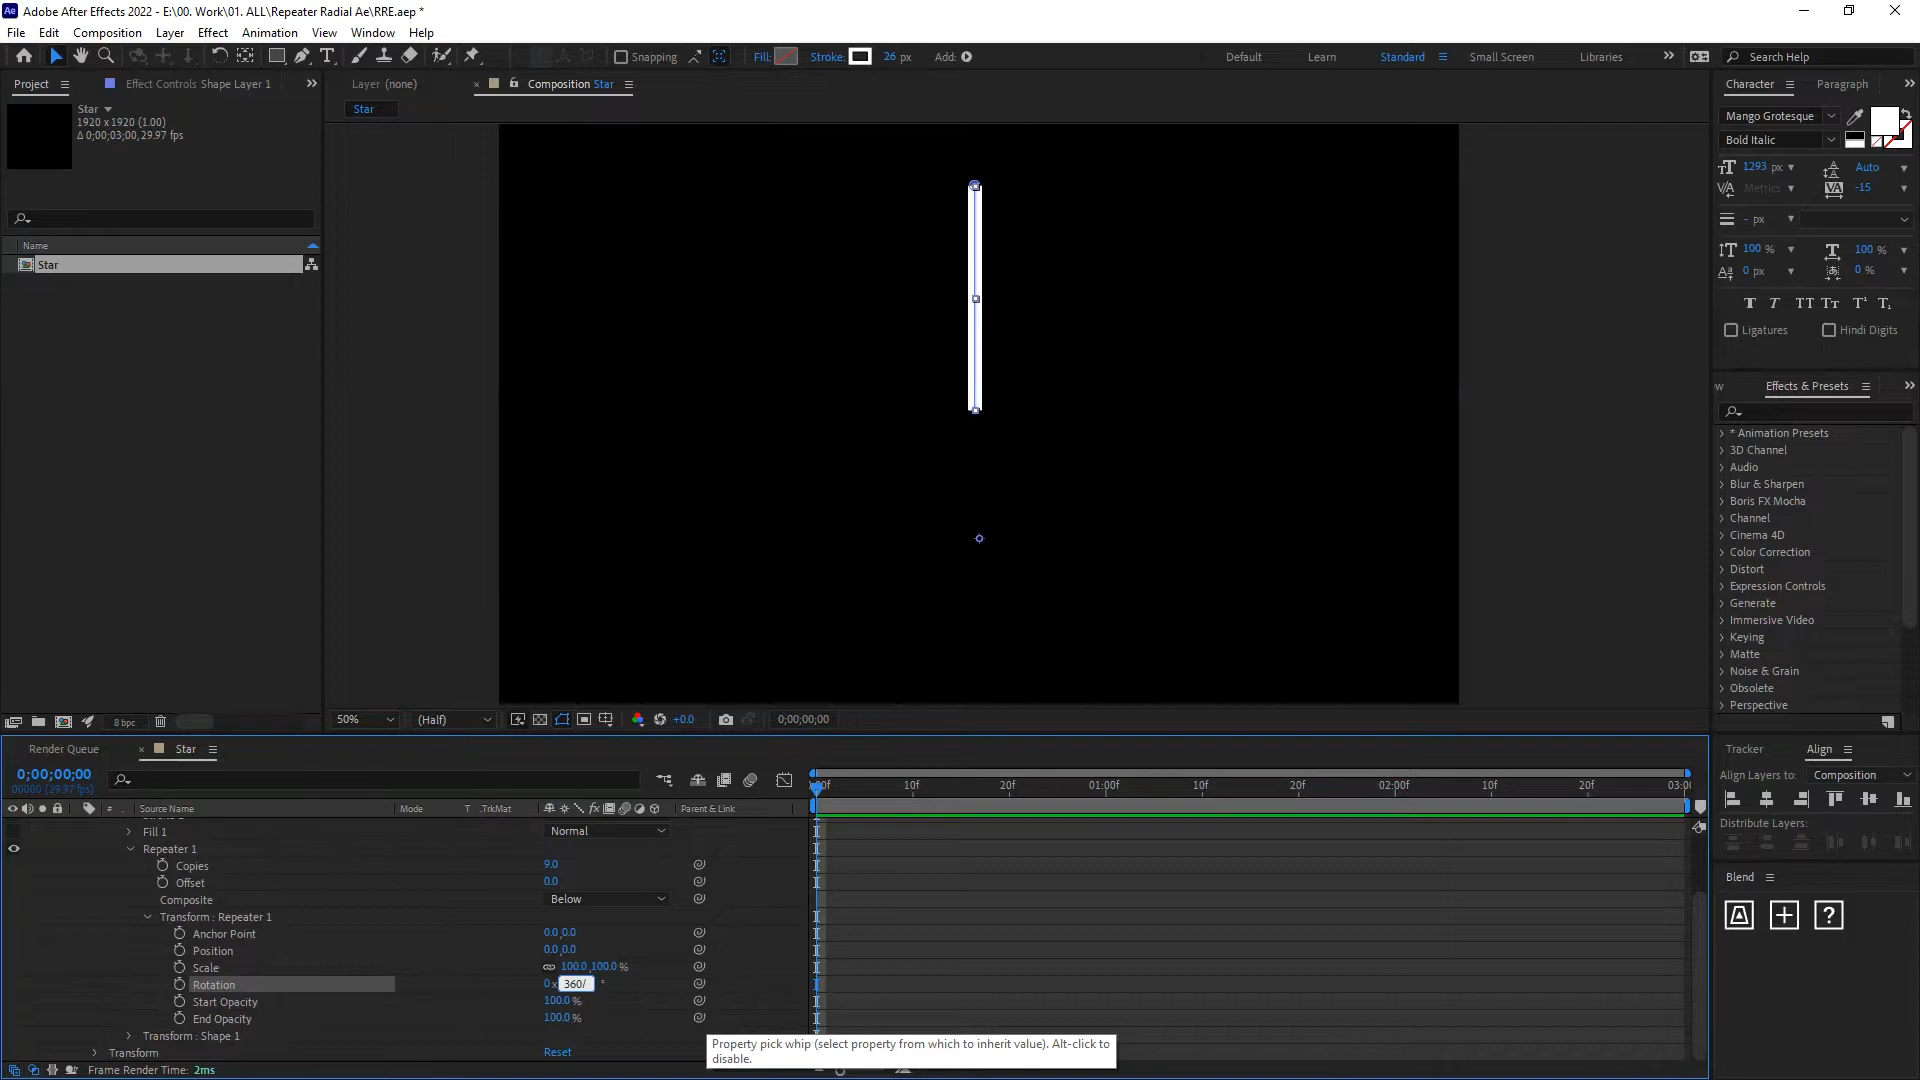 Ae Adobe After Effects 2022 - E:\00. Work\01. ALL\Repeater Radial Ae\RRE.aep *
File Edit Composition Layer Effect Animation View Window Help
Snapping Fill: Stroke: 26 px Add: Default Learn Standard Small Screen Libraries Search Help
Project Effect Controls Shape Layer 1
Layer (none)
Composition Star
Character Paragraph
Star
1920 x 1920 (1.00)
Δ 0;00;03;00, 29.97 fps
Star
Mango Grotesque
Bold Italic
1293 px Auto
Metrics -15
- px
100 % 100 %
0 px 0 %
Ligatures Hindi Digits
Name
Star
Effects & Presets
* Animation Presets
3D Channel
Audio
Blur & Sharpen
Boris FX Mocha
Channel
Cinema 4D
Color Correction
Distort
Expression Controls
Generate
Immersive Video
Keying
Matte
Noise & Grain
Obsolete
Perspective
8 bpc
50% (Half) +0.0 0;00;00;00
Render Queue Star
Tracker Align
0;00;00;00
00000 (29.97 fps)
Align Layers to: Composition
10f 20f 01:00f 10f 20f 02:00f 10f 20f
# Source Name Mode T .TrkMat fx Parent & Link
Distribute Layers:
Fill 1 Normal
Repeater 1
Copies 9.0
Offset 0.0
Composite Below
Transform : Repeater 1
Anchor Point 0.0,0.0
Position 0.0,0.0
Scale 100.0,100.0 %
Rotation 0 x 360/ °
Start Opacity 100.0 %
End Opacity 100.0 %
Transform : Shape 1
Transform Reset
Blend
?
Property pick whip (select property from which to inherit value). Alt-click to
disable.
Frame Render Time: 2ms